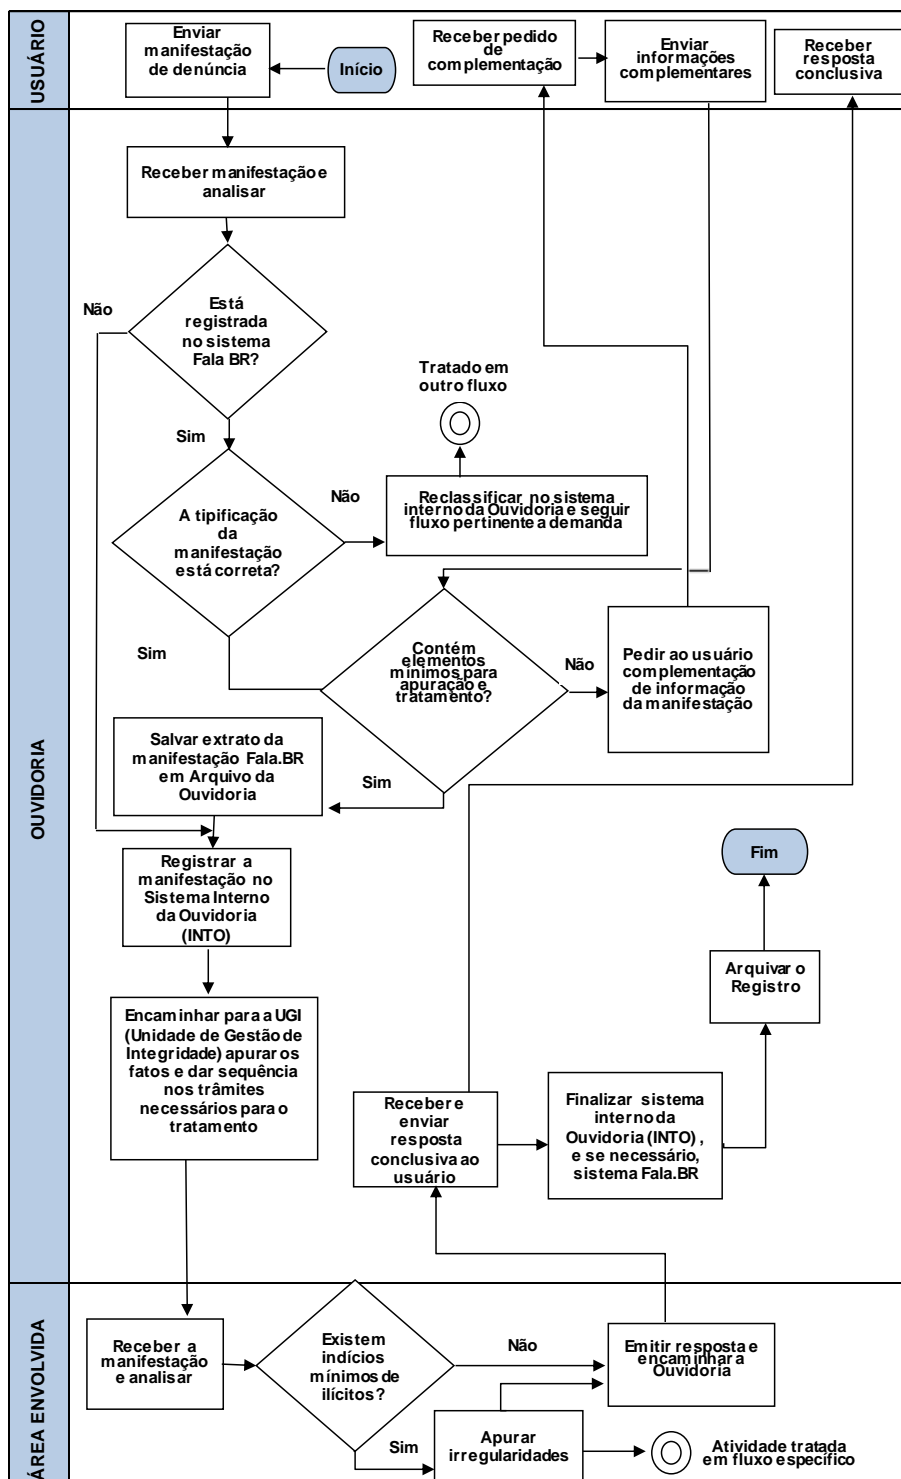 USUÁRIO
Enviar
manifestação
de denúncia
Início
Receber pedido
de
complementação
Enviar
informações
complementares
Receber
resposta
conclusiva
OUVIDORIA
Receber manifestação e
analisar
Está
registrada
no sistema
Fala BR?
Não
Sim
Tratado em
outro fluxo
A tipificação
da
manifestação
está correta?
Não
Reclassificar no sistema
interno da Ouvidoria e seguir
fluxo pertinente a demanda
Sim
Contém
elementos
mínimos para
apuração e
tratamento?
Não
Pedir ao usuário
complementação
de informação
da manifestação
Sim
Salvar extrato da
manifestação Fala.BR
em Arquivo da
Ouvidoria
Registrar a
manifestação no
Sistema Interno
da Ouvidoria
(INTO)
Encaminhar para a UGI
(Unidade de Gestão de
Integridade) apurar os
fatos e dar sequência
nos trâmites
necessários para o
tratamento
Receber e
enviar
resposta
conclusiva ao
usuário
Finalizar sistema
interno da
Ouvidoria (INTO) ,
e se necessário,
sistema Fala.BR
Arquivar o
Registro
Fim
ÁREA ENVOLVIDA
Receber a
manifestação
e analisar
Existem
indícios
mínimos de
ilícitos?
Não
Emitir resposta e
encaminhar a
Ouvidoria
Sim
Apurar
irregularidades
Atividade tratada
em fluxo específico